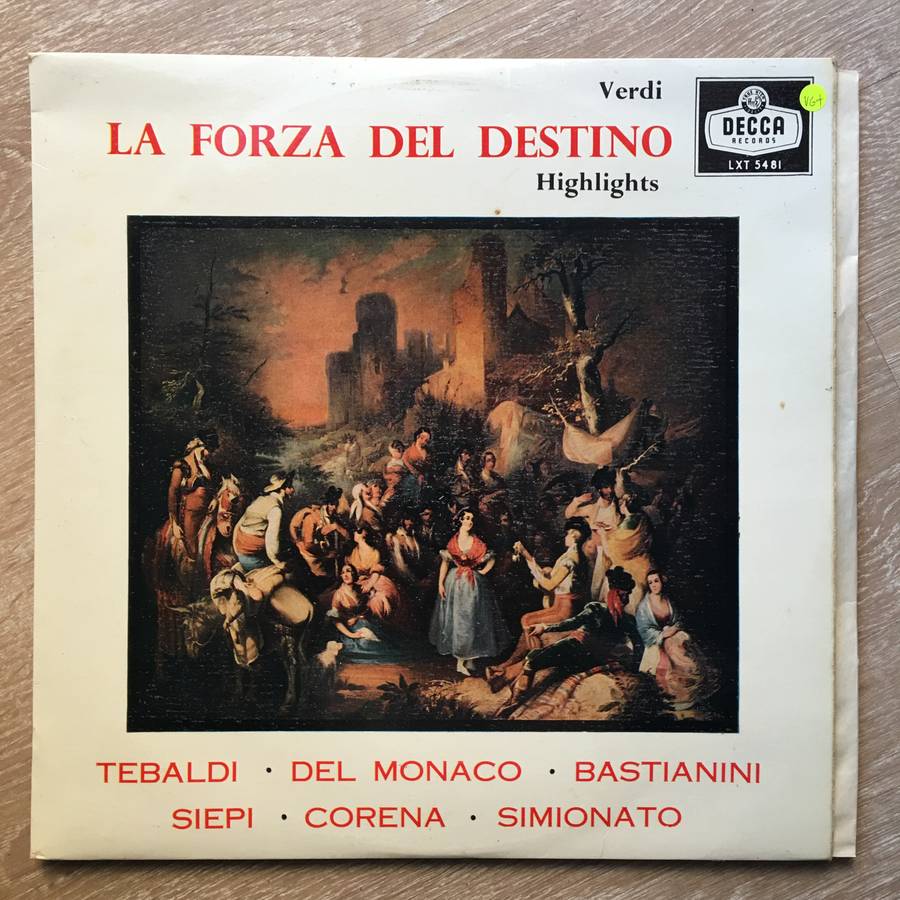 Verdi
LA FORZA DEL DESTINO
Highlights
DECCA
RECORDS
LXT 5481
VG+
TEBALDI · DEL MONACO · BASTIANINI
SIEPI · CORENA · SIMIONATO